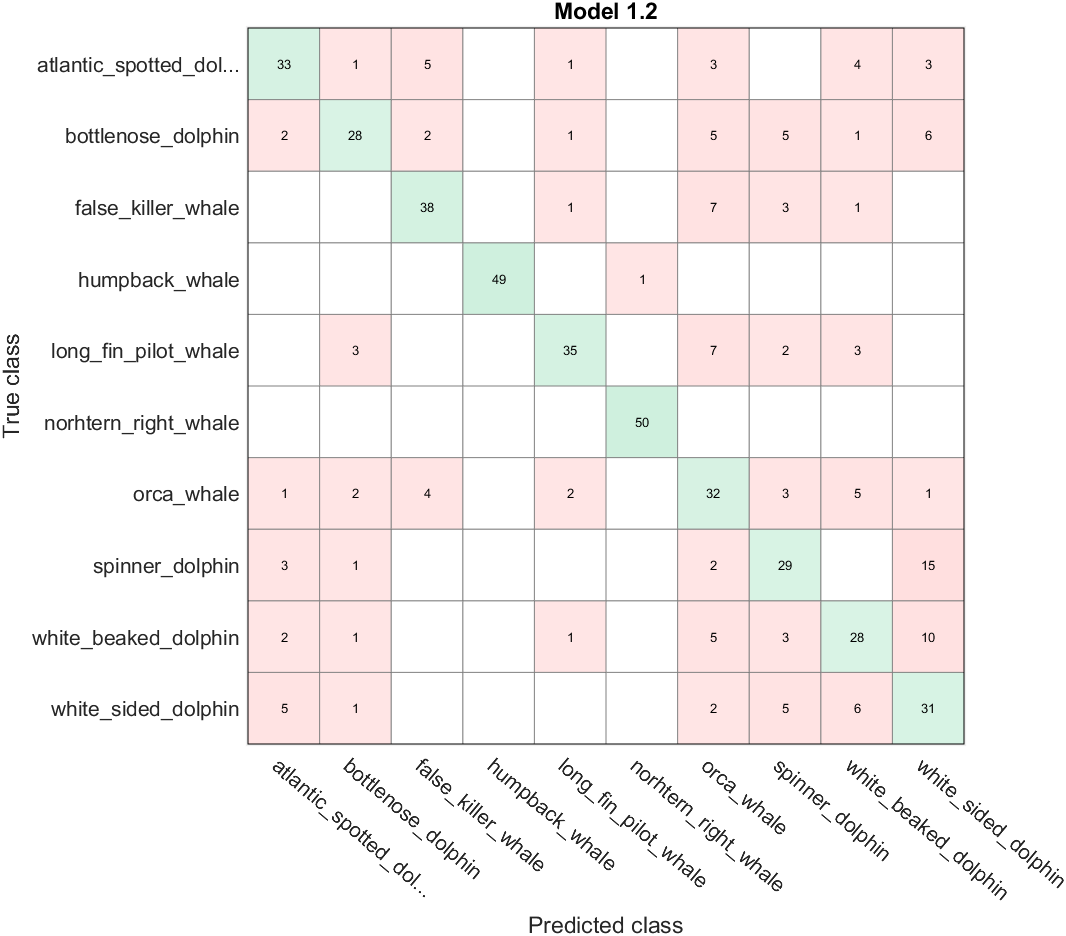 Model 1.2
True class
atlantic_spotted_dol... 33 1 5 1 3 4 3
bottlenose_dolphin 2 28 2 1 5 5 1 6
false_killer_whale 38 1 7 3 1
humpback_whale 49 1
long_fin_pilot_whale 3 35 7 2 3
norhtern_right_whale 50
orca_whale 1 2 4 2 32 3 5 1
spinner_dolphin 3 1 2 29 15
white_beaked_dolphin 2 1 1 5 3 28 10
white_sided_dolphin 5 1 2 5 6 31
atlantic_spotted_dol...
bottlenose_dolphin
false_killer_whale
humpback_whale
long_fin_pilot_whale
norhtern_right_whale
orca_whale
spinner_dolphin
white_beaked_dolphin
white_sided_dolphin
Predicted class